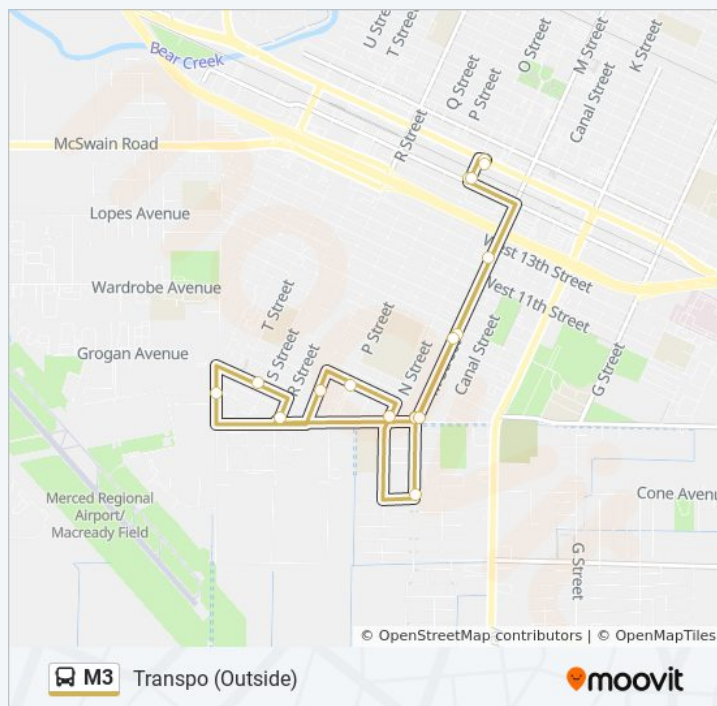 U Street
T Street
Bear Creek
O Street
M Street
K Street
Q Street
P Street
Canal Street
R Street
McSwain Road
Lopes Avenue
West 13th Street
Wardrobe Avenue
West 11th Street
T Street
P Street
Grogan Avenue
S Street
R Street
N Street
Canal Street
G Street
Merced Regional
Airport/
Macready Field
Cone Avenu
G Street
© OpenStreetMap contributors | © OpenMapTiles
M3 Transpo (Outside)
moovit